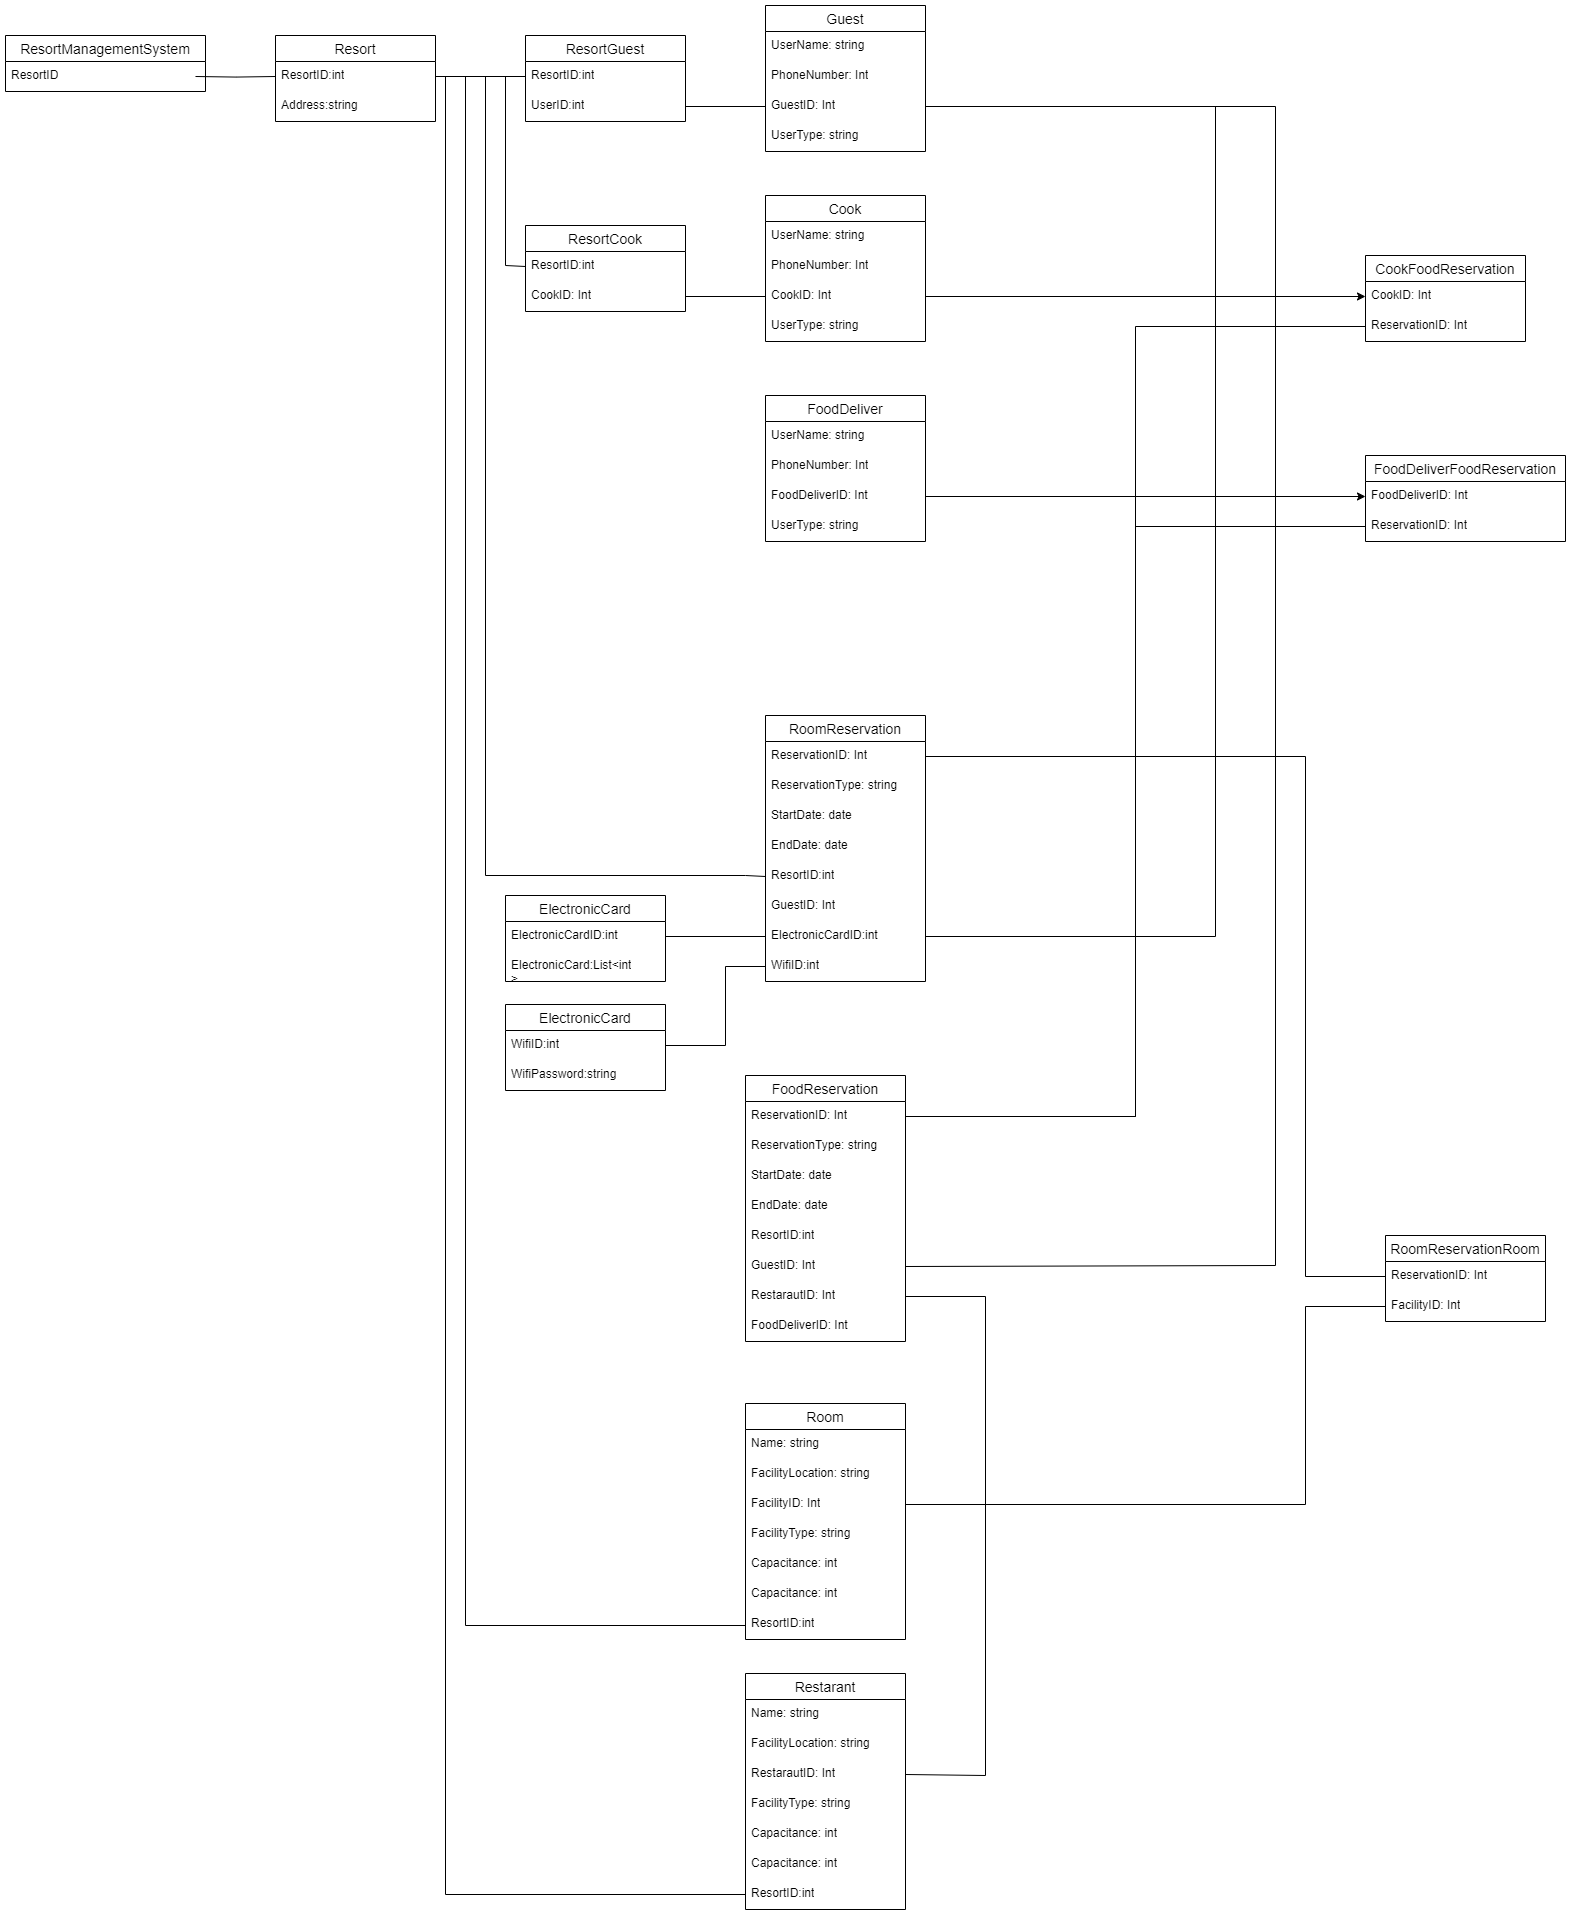 ResortManagementSystem
ResortID
Resort
ResortID:int
Address:string
ResortGuest
ResortID:int
UserID:int
Guest
UserName: string
PhoneNumber: Int
GuestID: Int
UserType: string
ResortCook
ResortID:int
CookID: Int
Cook
UserName: string
PhoneNumber: Int
CookID: Int
UserType: string
CookFoodReservation
CookID: Int
ReservationID: Int
FoodDeliver
UserName: string
PhoneNumber: Int
FoodDeliverID: Int
UserType: string
FoodDeliverFoodReservation
FoodDeliverID: Int
ReservationID: Int
RoomReservation
ReservationID: Int
ReservationType: string
StartDate: date
EndDate: date
ResortID:int
GuestID: Int
ElectronicCardID:int
WifiID:int
ElectronicCard
ElectronicCardID:int
ElectronicCard:List<int
>
ElectronicCard
WifiID:int
WifiPassword:string
FoodReservation
ReservationID: Int
ReservationType: string
StartDate: date
EndDate: date
ResortID:int
GuestID: Int
RestarautID: Int
FoodDeliverID: Int
RoomReservationRoom
ReservationID: Int
FacilityID: Int
Room
Name: string
FacilityLocation: string
FacilityID: Int
FacilityType: string
Capacitance: int
Capacitance: int
ResortID:int
Restarant
Name: string
FacilityLocation: string
RestarautID: Int
FacilityType: string
Capacitance: int
Capacitance: int
ResortID:int